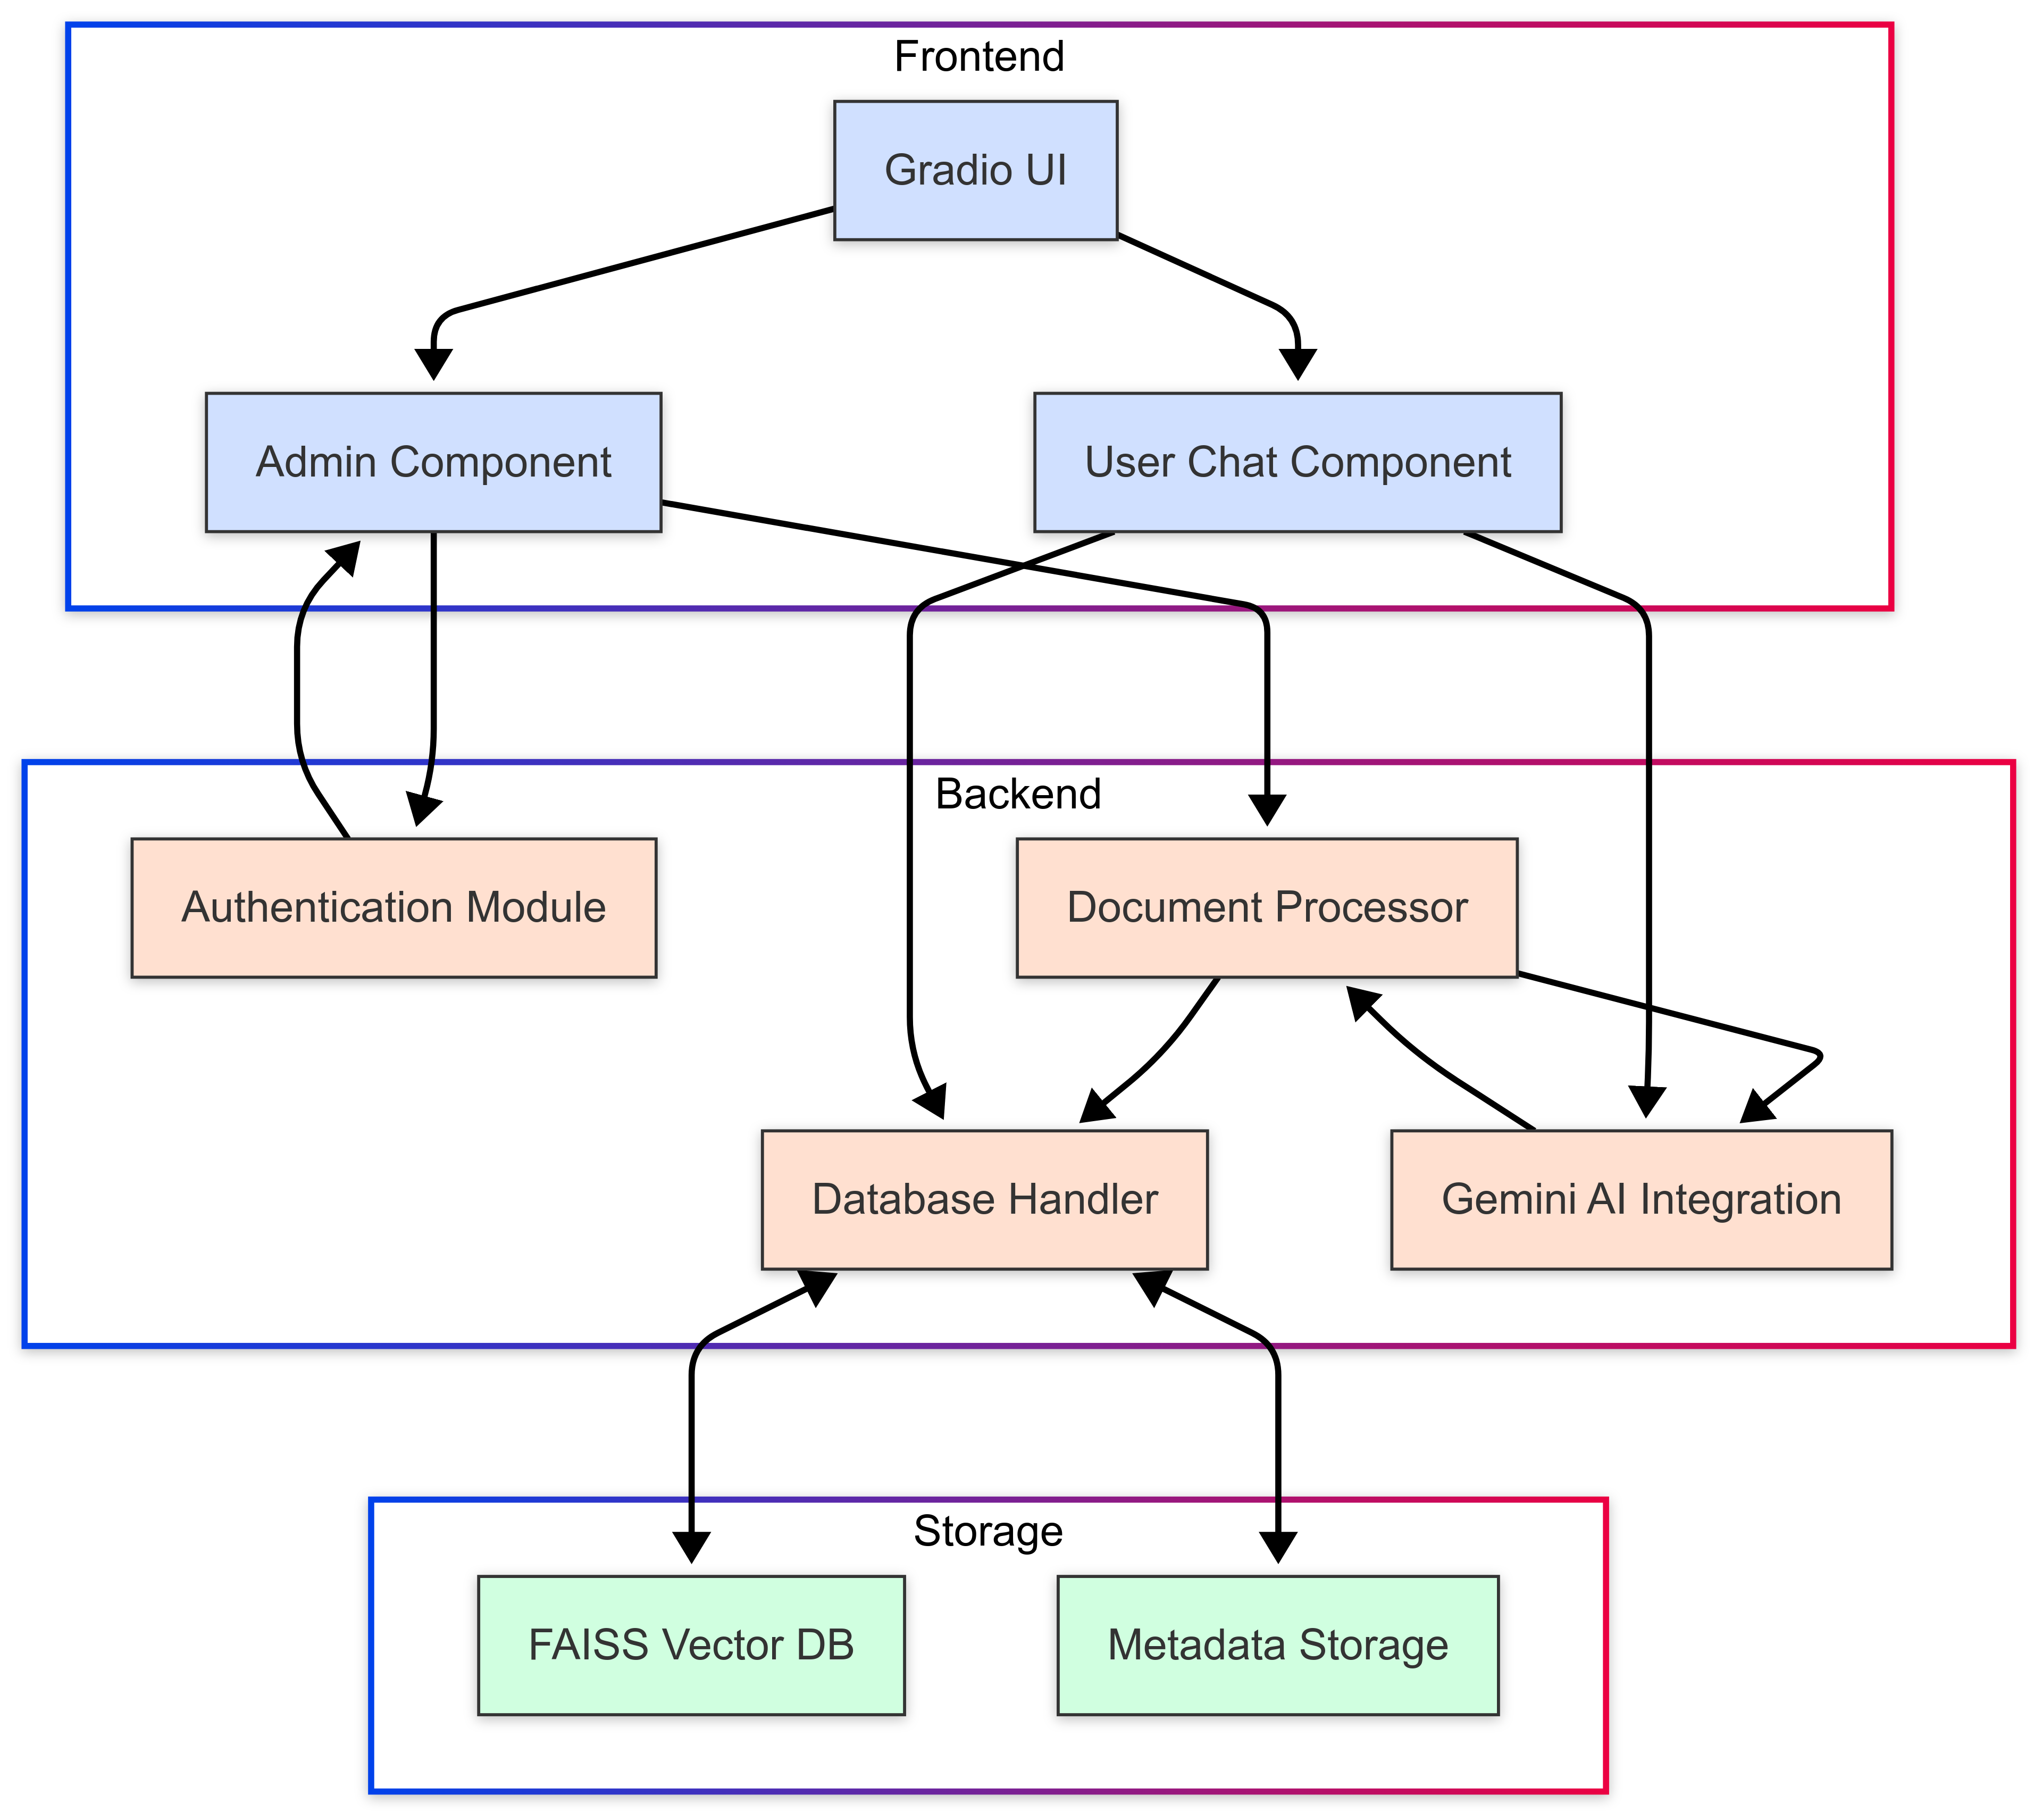 Frontend
Gradio UI
Admin Component
User Chat Component
Backend
Authentication Module
Document Processor
Database Handler
Gemini AI Integration
Storage
FAISS Vector DB
Metadata Storage